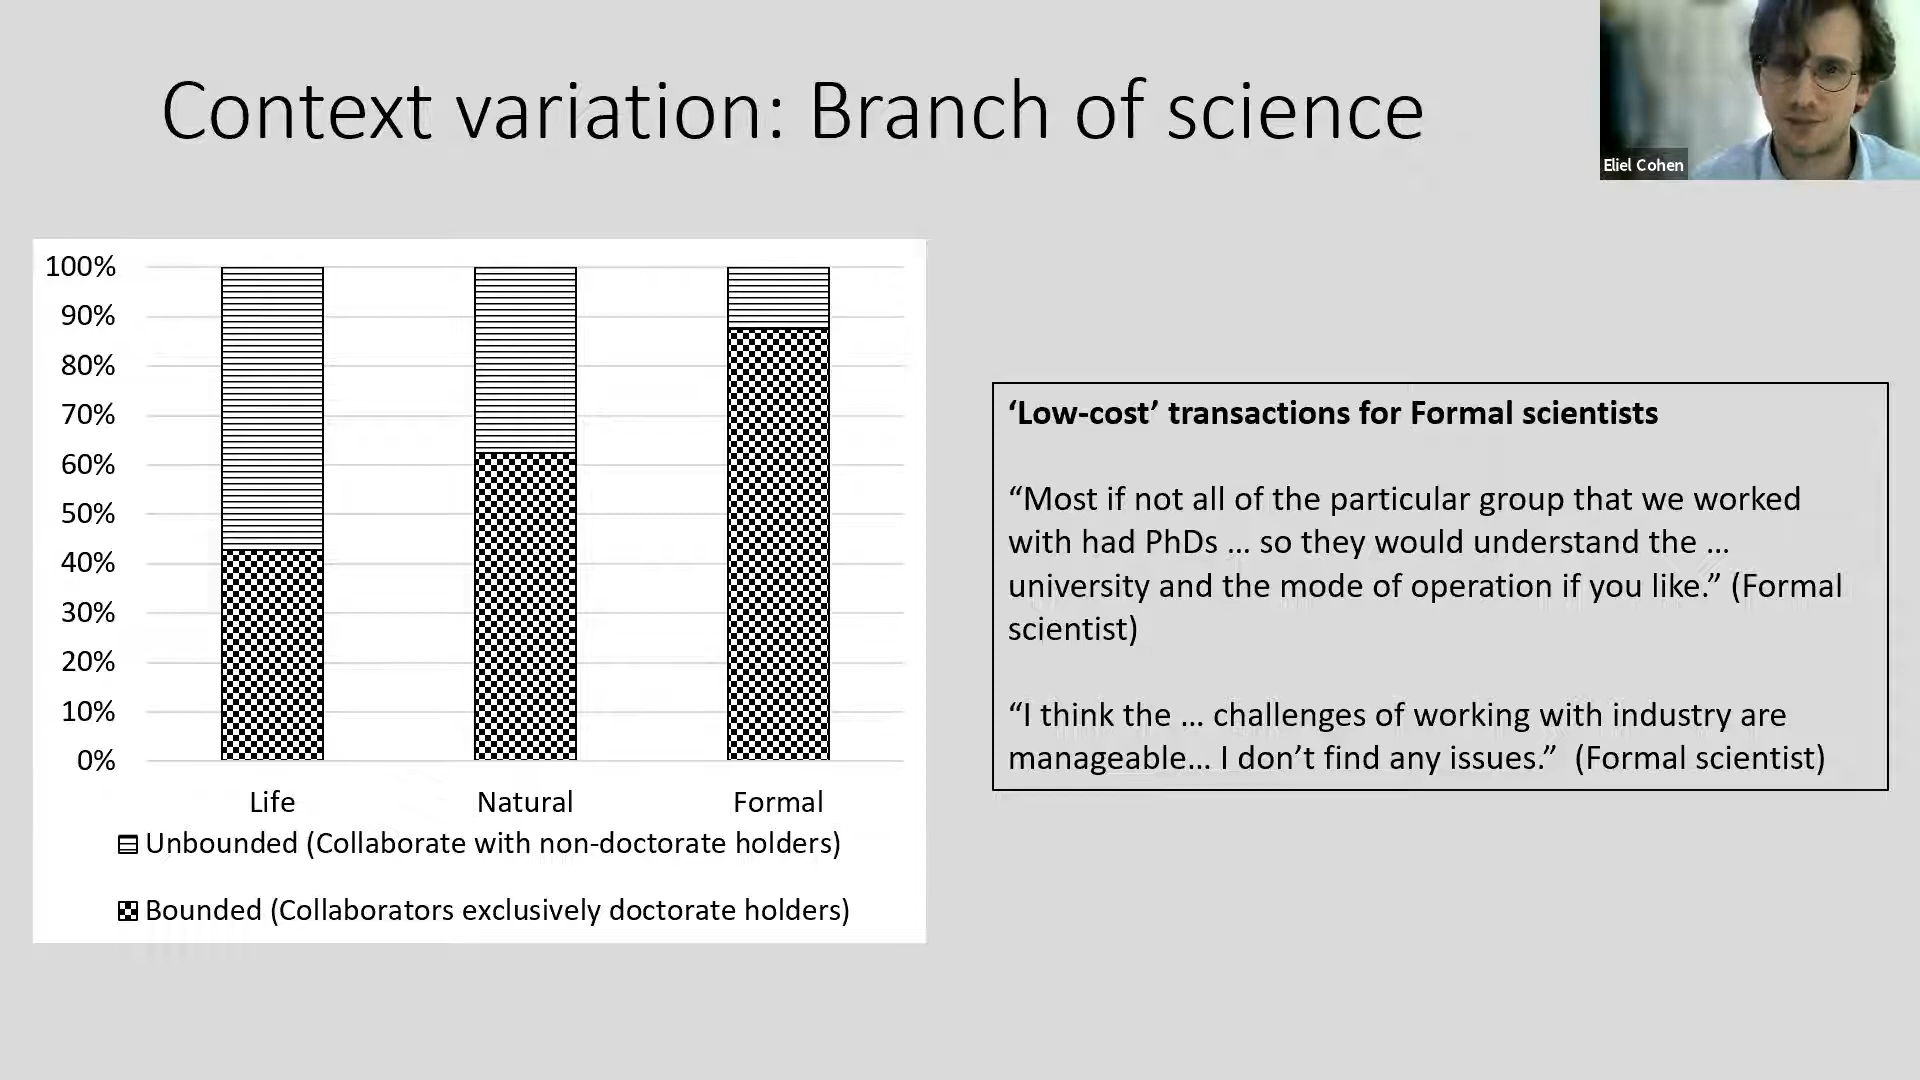 Context variation: Branch of science
Eliel Cohen
100%
90%
80%
70%
60%
50%
40%
30%
20%
10%
0%
Life
Natural
Formal
Unbounded (Collaborate with non-doctorate holders)
Bounded (Collaborators exclusively doctorate holders)
‘Low-cost’ transactions for Formal scientists
“Most if not all of the particular group that we worked
with had PhDs … so they would understand the …
university and the mode of operation if you like.” (Formal
scientist)
“I think the … challenges of working with industry are
manageable… I don’t find any issues.”  (Formal scientist)